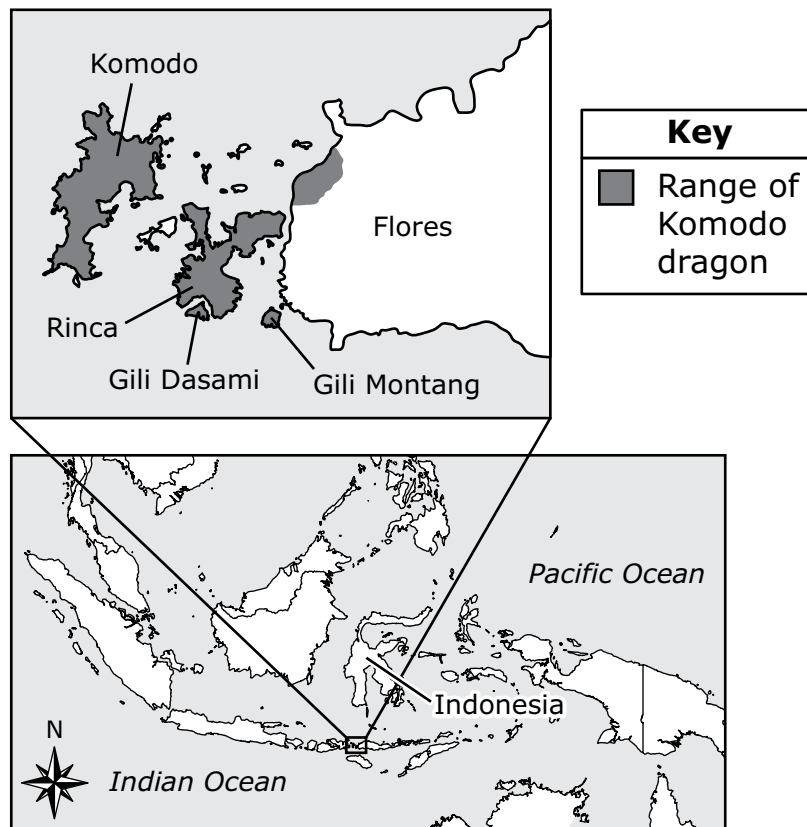 Komodo
Flores
Rinca
Gili Dasami
Gili Montang
Key
Range of
Komodo
dragon
Pacific Ocean
Indonesia
N
Indian Ocean